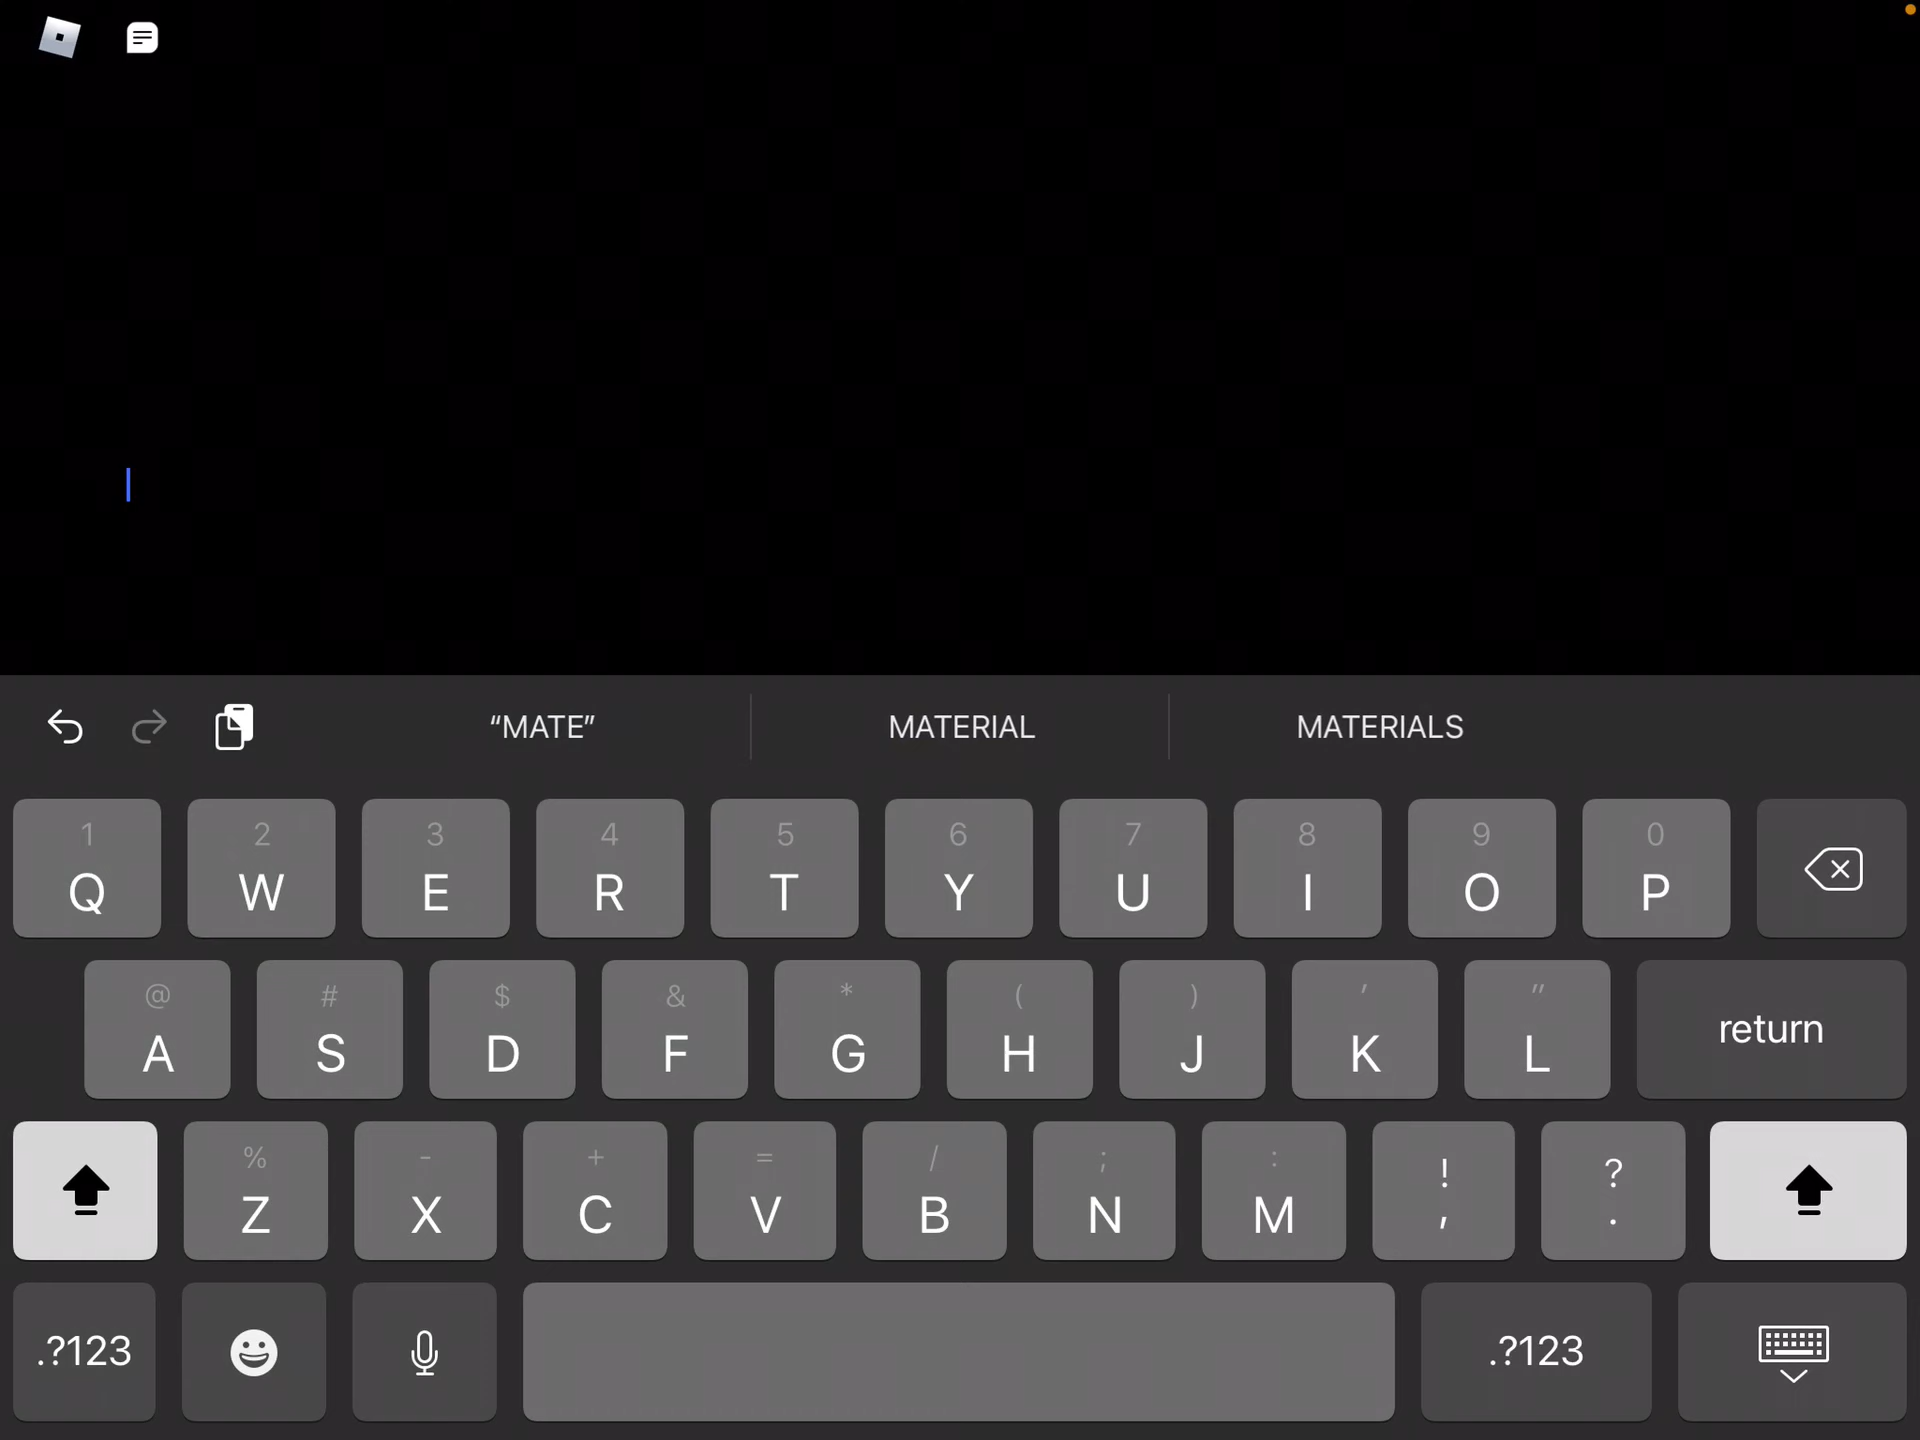 “MATE” MATERIAL MATERIALS
1 2 3 4 5 6 7 8 9 0
Q W E R T Y U I O P
@ # $ & * ( ) ' "
A S D F G H J K L return
% - + = / ; : ! ?
Z X C V B N M , .
.?123 .?123